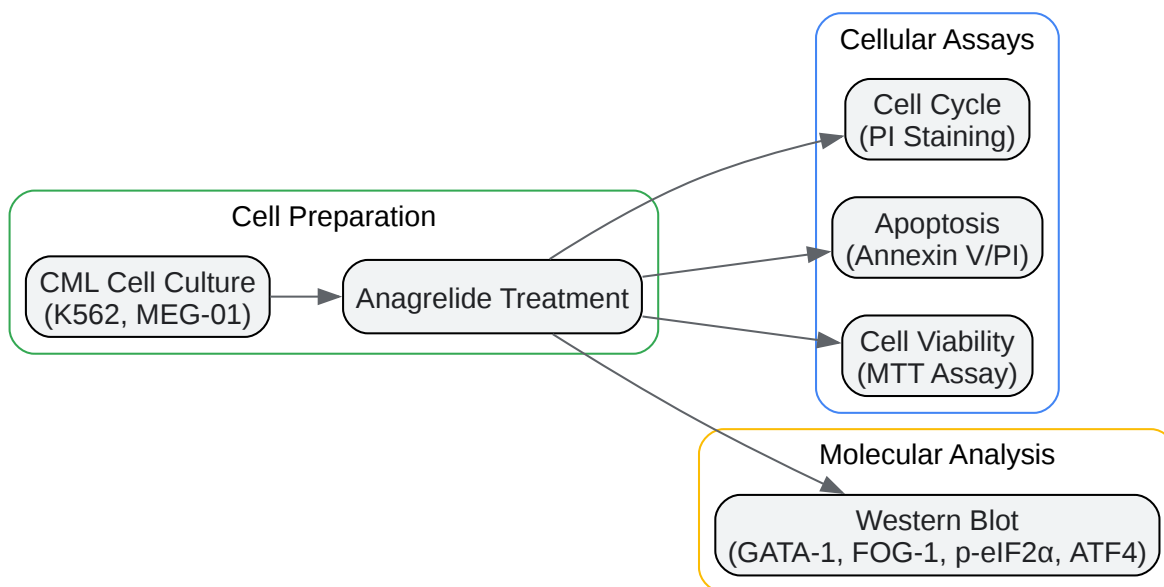 Cell Preparation
CML Cell Culture
(K562, MEG-01)
Anagrelide Treatment
Cellular Assays
Cell Cycle
(PI Staining)
Apoptosis
(Annexin V/PI)
Cell Viability
(MTT Assay)
Molecular Analysis
Western Blot
(GATA-1, FOG-1, p-eIF2α, ATF4)